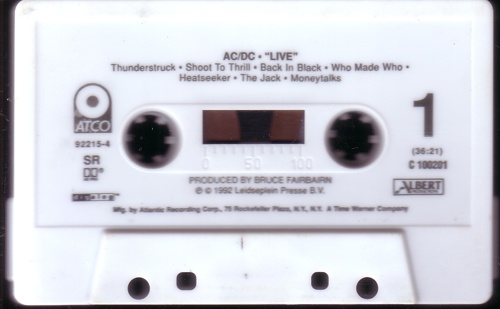 AC/DC • "LIVE"
Thunderstruck • Shoot To Thrill • Back In Black • Who Made Who •
Heatseeker • The Jack • Moneytalks
ATCO
92215-4
SR
1
(36:21)
C 100201
0 50 100
ALBERT
PRODUCED BY BRUCE FAIRBAIRN
℗ © 1992 Leidseplein Presse B.V.
Mfg. by Atlantic Recording Corp., 75 Rockefeller Plaza, N.Y., N.Y. A Time Warner Company